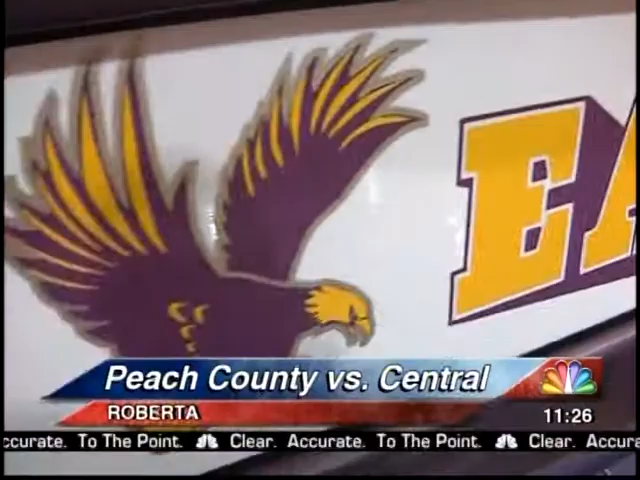 EA
Peach County vs. Central
ROBERTA
11:26
ccurate. To The Point. Clear. Accurate. To The Point. Clear. Accura